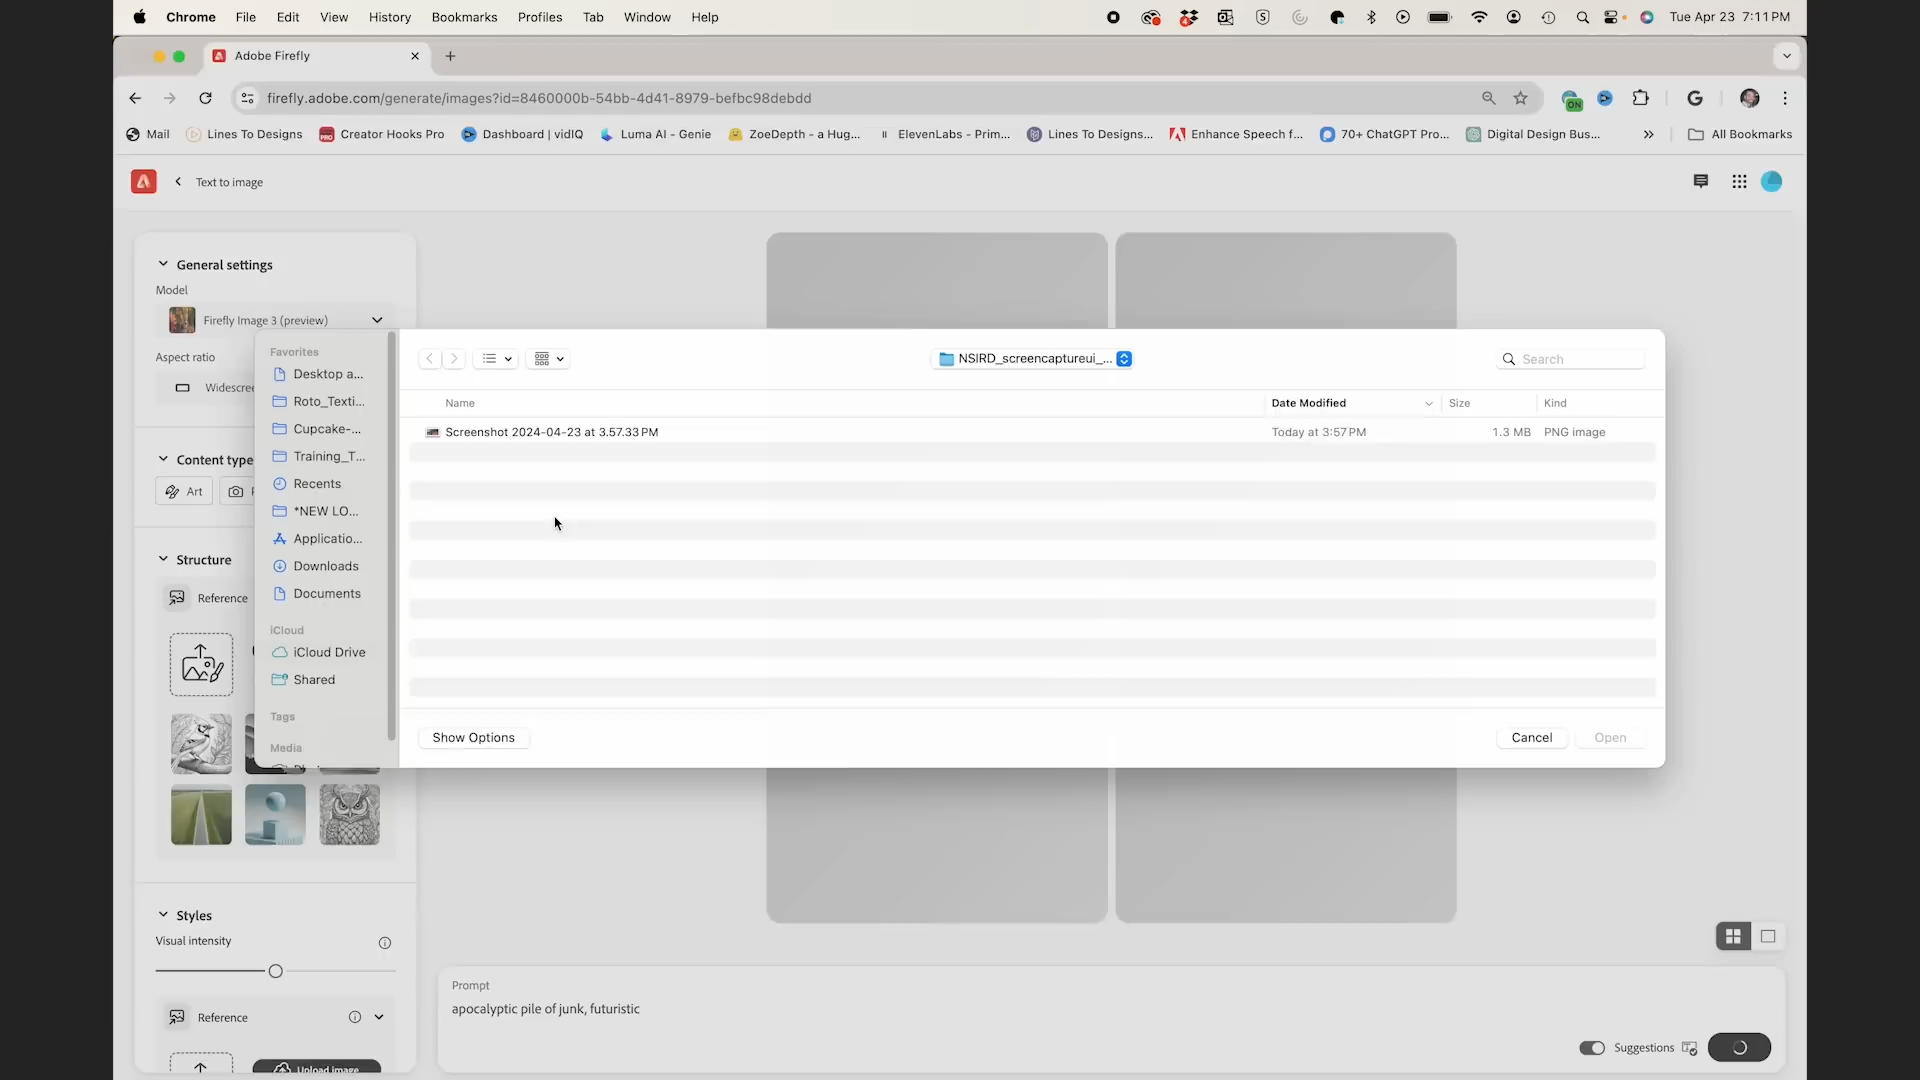 Chrome File Edit View History Bookmarks Profiles Tab Window Help
4
Tue Apr 23 7:11 PM
Adobe Firefly
firefly.adobe.com/generate/images?id=8460000b-54bb-4d41-8979-befbc98debdd
ON
Mail Lines To Designs Creator Hooks Pro Dashboard | vidIQ Luma AI - Genie ZoeDepth - a Hug... ElevenLabs - Prim... Lines To Designs... Enhance Speech f... 70+ ChatGPT Pro... Digital Design Bus... » All Bookmarks
Text to image
General settings
Model
Firefly Image 3 (preview)
Aspect ratio
Content type
Art
Structure
Reference
Styles
Visual intensity
Reference
Upload image
Favorites
Desktop a...
Roto_Texti...
Cupcake-...
Training_T...
Recents
*NEW LO...
Applicatio...
Downloads
Documents
iCloud
iCloud Drive
Shared
Tags
Media
NSIRD_screencaptureui_...
Search
Name Date Modified Size Kind
Screenshot 2024-04-23 at 3.57.33 PM Today at 3:57 PM 1.3 MB PNG image
Show Options
Cancel Open
Prompt
apocalyptic pile of junk, futuristic
Suggestions